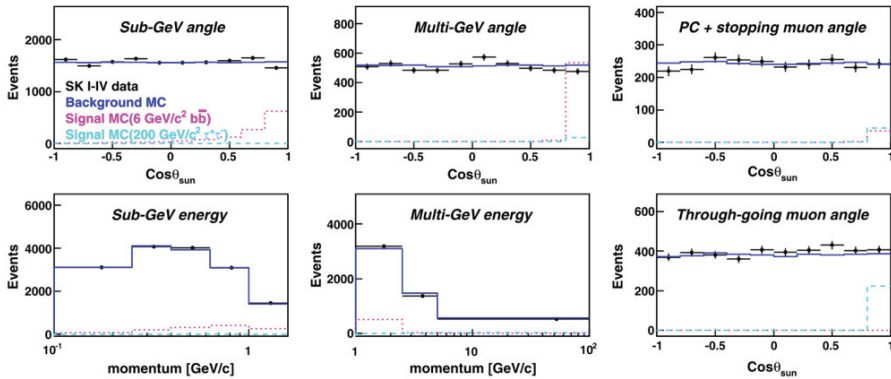 Sub-GeV angle
2000
1000
0
Events
SK I-IV data
Background MC
Signal MC(6 GeV/c² bb̄)
Signal MC(200 GeV/c² τ⁺τ⁻)
-1 -0.5 0 0.5 1
Cosθsun
Multi-GeV angle
800
600
400
200
0
Events
-1 -0.5 0 0.5 1
Cosθsun
PC + stopping muon angle
400
300
200
100
0
Events
-1 -0.5 0 0.5 1
Cosθsun
Sub-GeV energy
6000
4000
2000
0
Events
10⁻¹ 1
momentum [GeV/c]
Multi-GeV energy
4000
2000
0
Events
1 10 10²
momentum [GeV/c]
Through-going muon angle
600
400
200
0
Events
-1 -0.5 0 0.5 1
Cosθsun